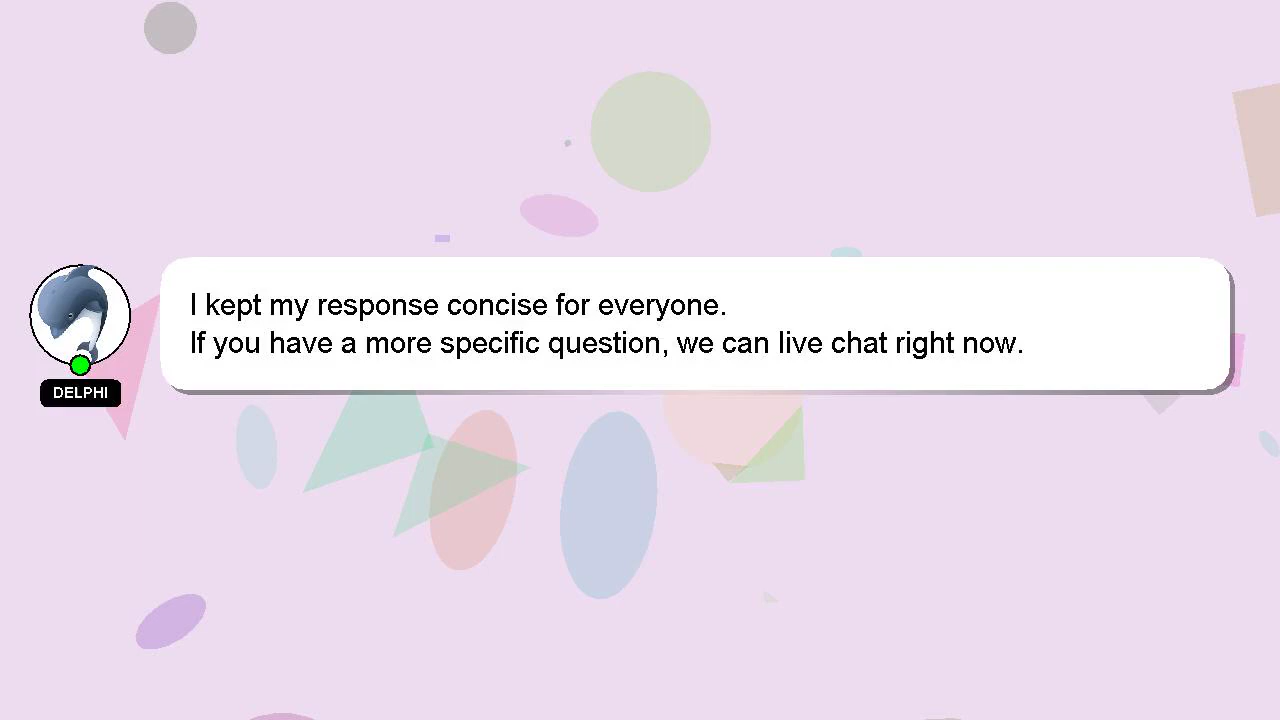 I kept my response concise for everyone.
If you have a more specific question, we can live chat right now.
DELPHI